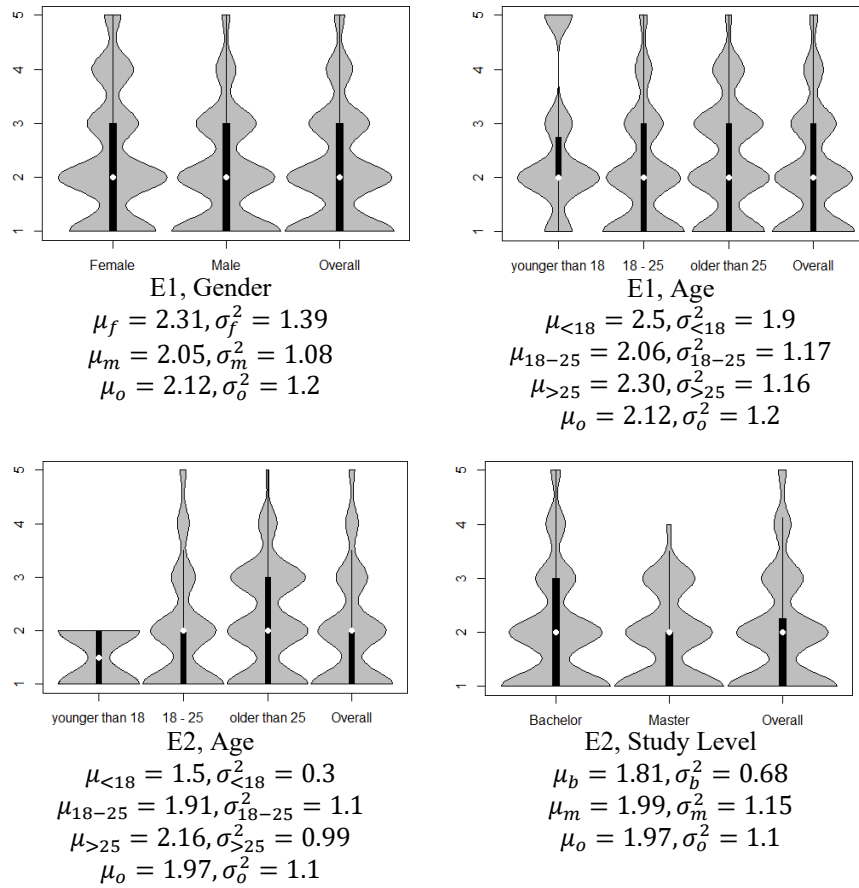 5
4
3
2
1
Female Male Overall
E1, Gender
μ_f = 2.31, σ_f^2 = 1.39
μ_m = 2.05, σ_m^2 = 1.08
μ_o = 2.12, σ_o^2 = 1.2
5
4
3
2
1
younger than 18 18 - 25 older than 25 Overall
E1, Age
μ_{<18} = 2.5, σ_{<18}^2 = 1.9
μ_{18−25} = 2.06, σ_{18−25}^2 = 1.17
μ_{>25} = 2.30, σ_{>25}^2 = 1.16
μ_o = 2.12, σ_o^2 = 1.2
5
4
3
2
1
younger than 18 18 - 25 older than 25 Overall
E2, Age
μ_{<18} = 1.5, σ_{<18}^2 = 0.3
μ_{18−25} = 1.91, σ_{18−25}^2 = 1.1
μ_{>25} = 2.16, σ_{>25}^2 = 0.99
μ_o = 1.97, σ_o^2 = 1.1
5
4
3
2
1
Bachelor Master Overall
E2, Study Level
μ_b = 1.81, σ_b^2 = 0.68
μ_m = 1.99, σ_m^2 = 1.15
μ_o = 1.97, σ_o^2 = 1.1